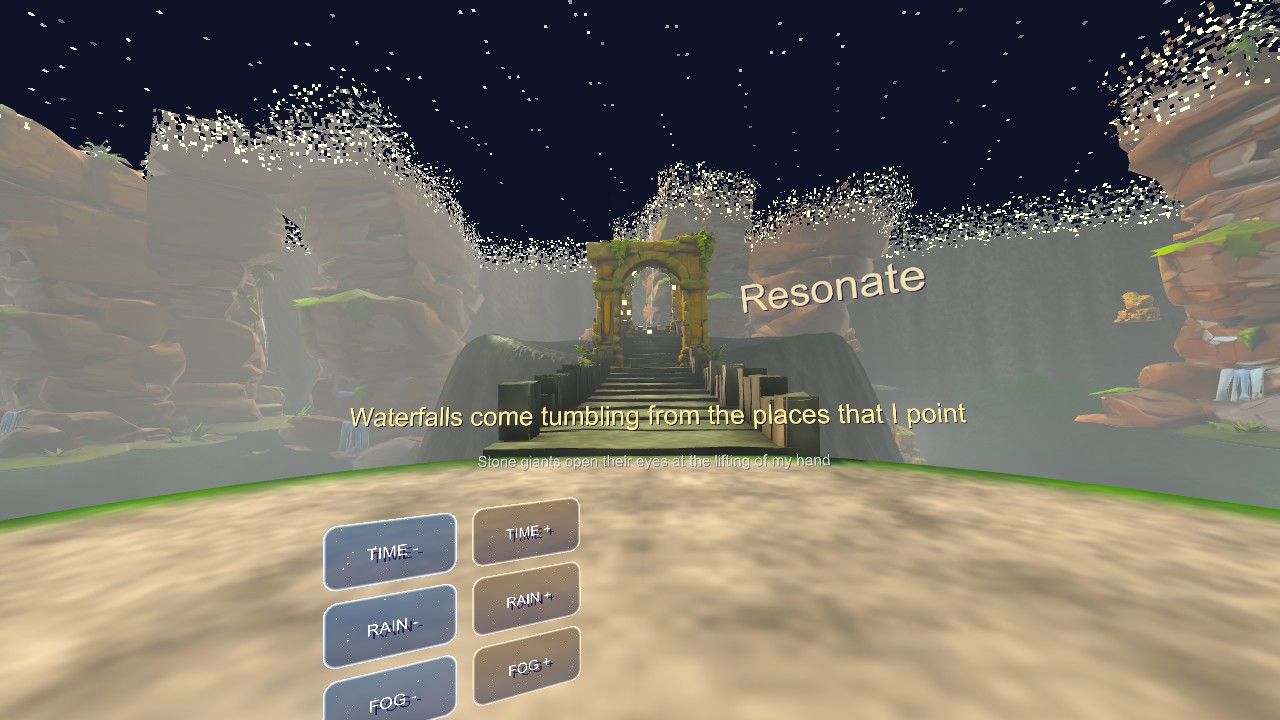 Resonate
Waterfalls come tumbling from the places that I point
Stone giants open their eyes at the lifting of my hand
TIME -
TIME +
RAIN -
RAIN +
FOG -
FOG +